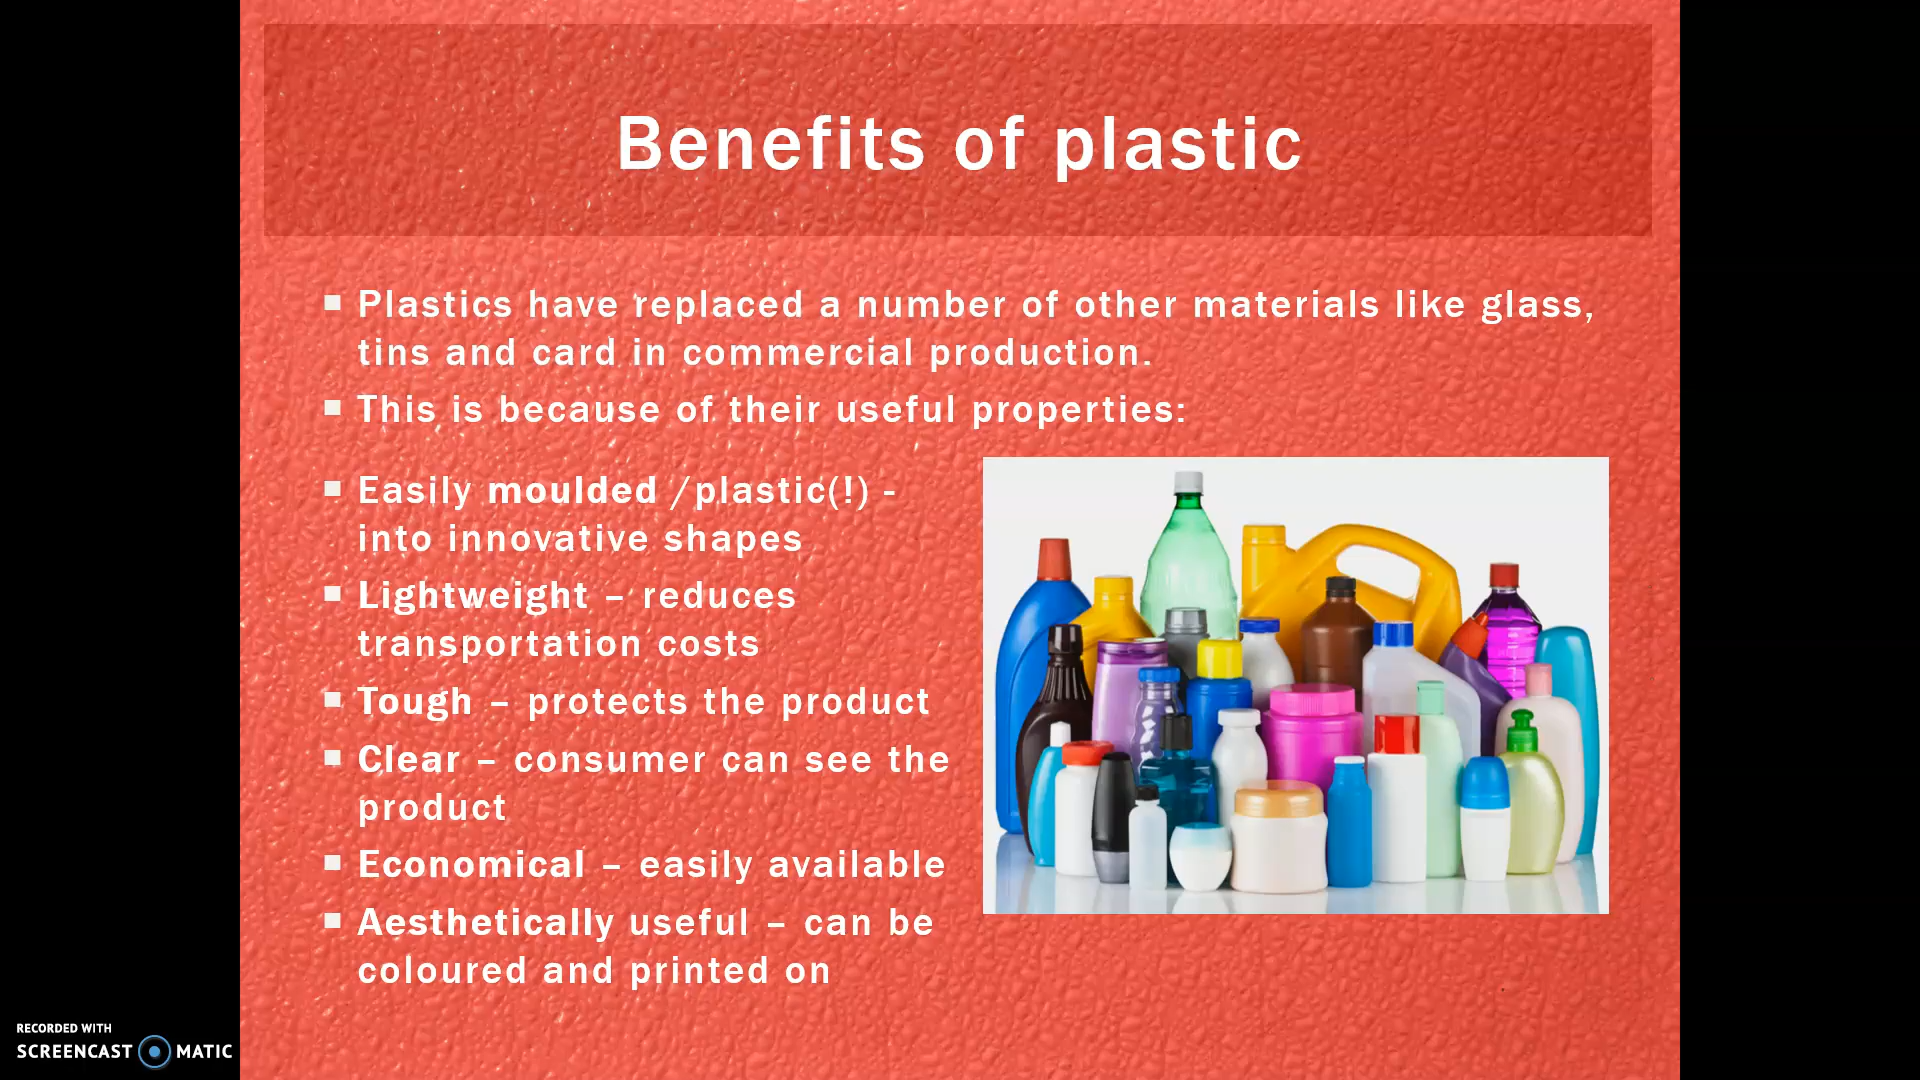 Benefits of plastic
Plastics have replaced a number of other materials like glass,
tins and card in commercial production.
This is because of their useful properties:
Easily moulded /plastic(!) -
into innovative shapes
Lightweight – reduces
transportation costs
Tough – protects the product
Clear – consumer can see the
product
Economical – easily available
Aesthetically useful – can be
coloured and printed on
RECORDED WITH
SCREENCAST MATIC